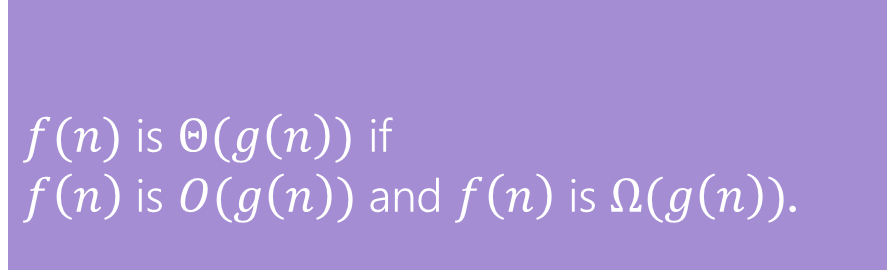 f(n) is Θ(g(n)) if
f(n) is O(g(n)) and f(n) is Ω(g(n)).